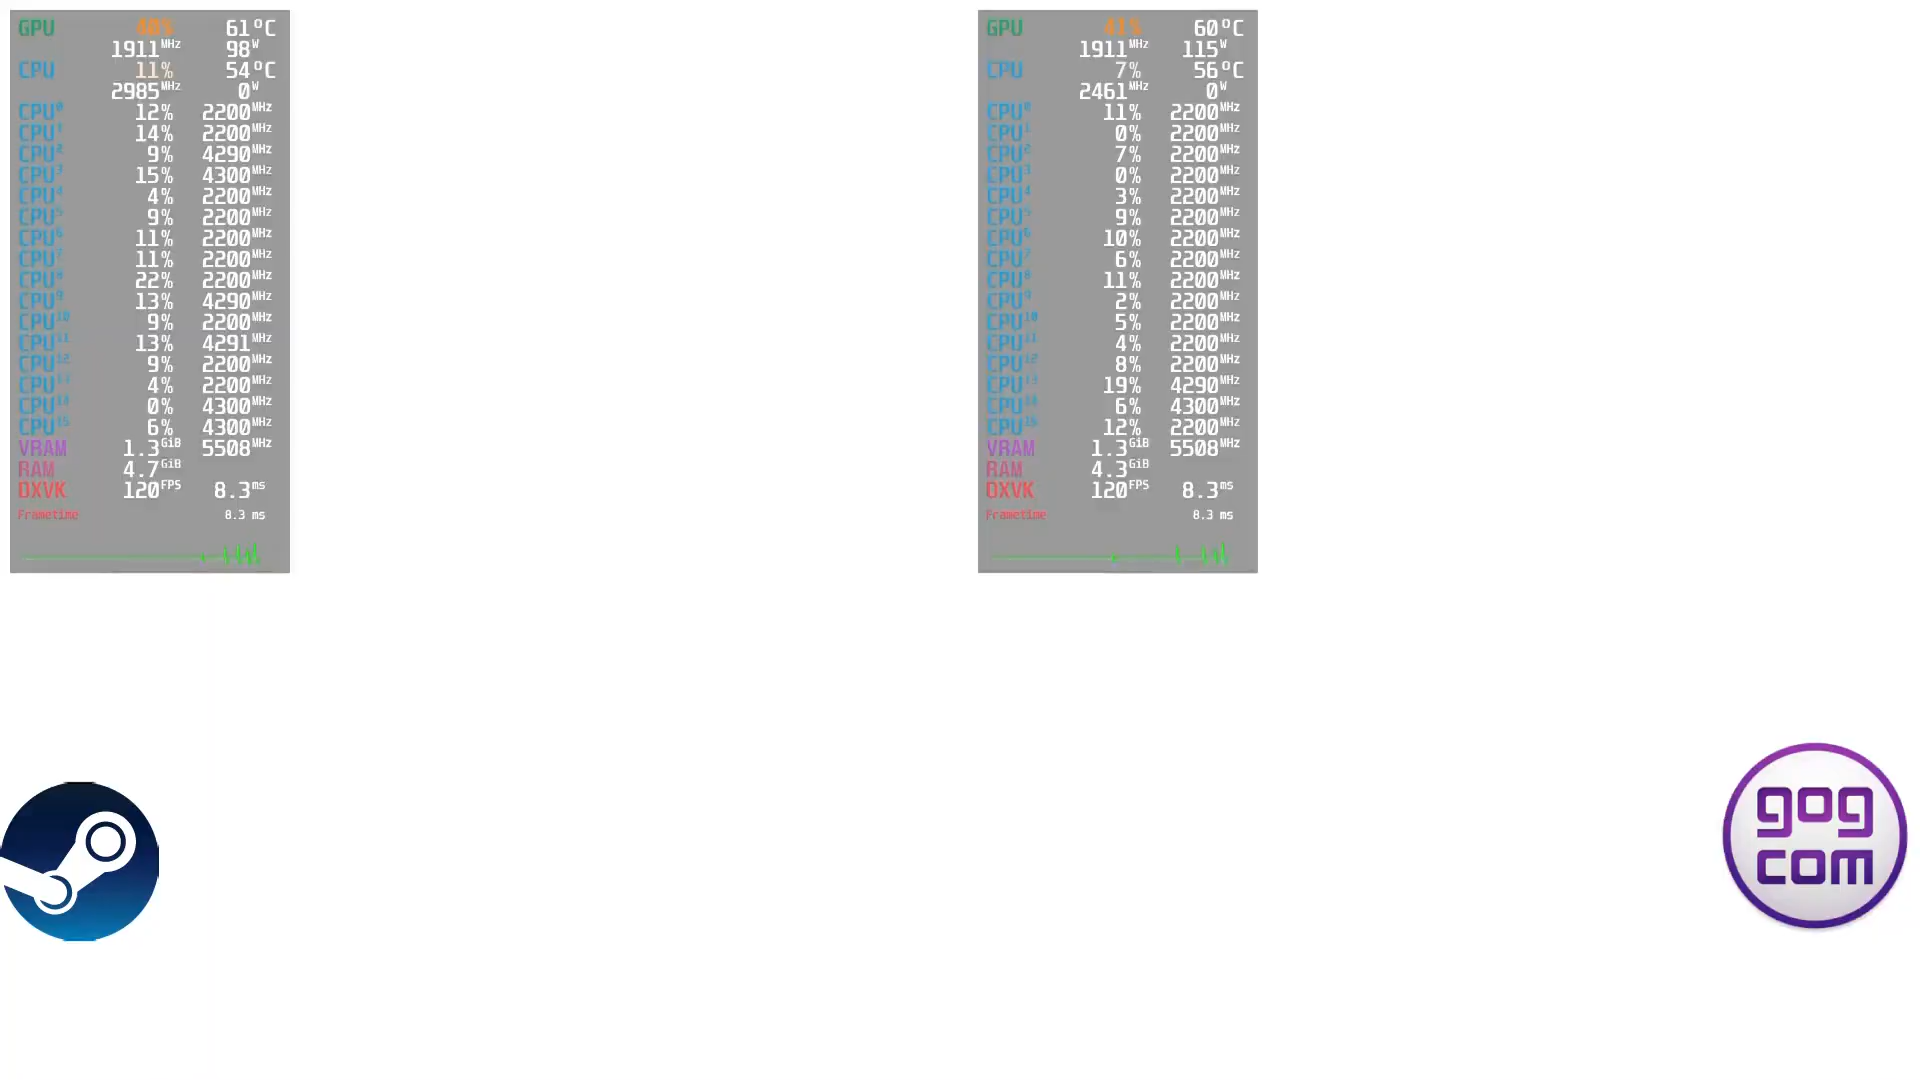 GPU 40% 61°C
1911MHz 98W
CPU 11% 54°C
2985MHz 0W
CPU0 12% 2200MHz
CPU1 14% 2200MHz
CPU2 9% 4290MHz
CPU3 15% 4300MHz
CPU4 4% 2200MHz
CPU5 9% 2200MHz
CPU6 11% 2200MHz
CPU7 11% 2200MHz
CPU8 22% 2200MHz
CPU9 13% 4290MHz
CPU10 9% 2200MHz
CPU11 13% 4291MHz
CPU12 9% 2200MHz
CPU13 4% 2200MHz
CPU14 0% 4300MHz
CPU15 6% 4300MHz
VRAM 1.3GiB 5508MHz
RAM 4.7GiB
DXVK 120FPS 8.3ms
Frametime 8.3 ms
GPU 41% 60°C
1911MHz 115W
CPU 7% 56°C
2461MHz 0W
CPU0 11% 2200MHz
CPU1 0% 2200MHz
CPU2 7% 2200MHz
CPU3 0% 2200MHz
CPU4 3% 2200MHz
CPU5 9% 2200MHz
CPU6 10% 2200MHz
CPU7 6% 2200MHz
CPU8 11% 2200MHz
CPU9 2% 2200MHz
CPU10 5% 2200MHz
CPU11 4% 2200MHz
CPU12 8% 2200MHz
CPU13 19% 4290MHz
CPU14 6% 4300MHz
CPU15 12% 2200MHz
VRAM 1.3GiB 5508MHz
RAM 4.3GiB
DXVK 120FPS 8.3ms
Frametime 8.3 ms
gog
com